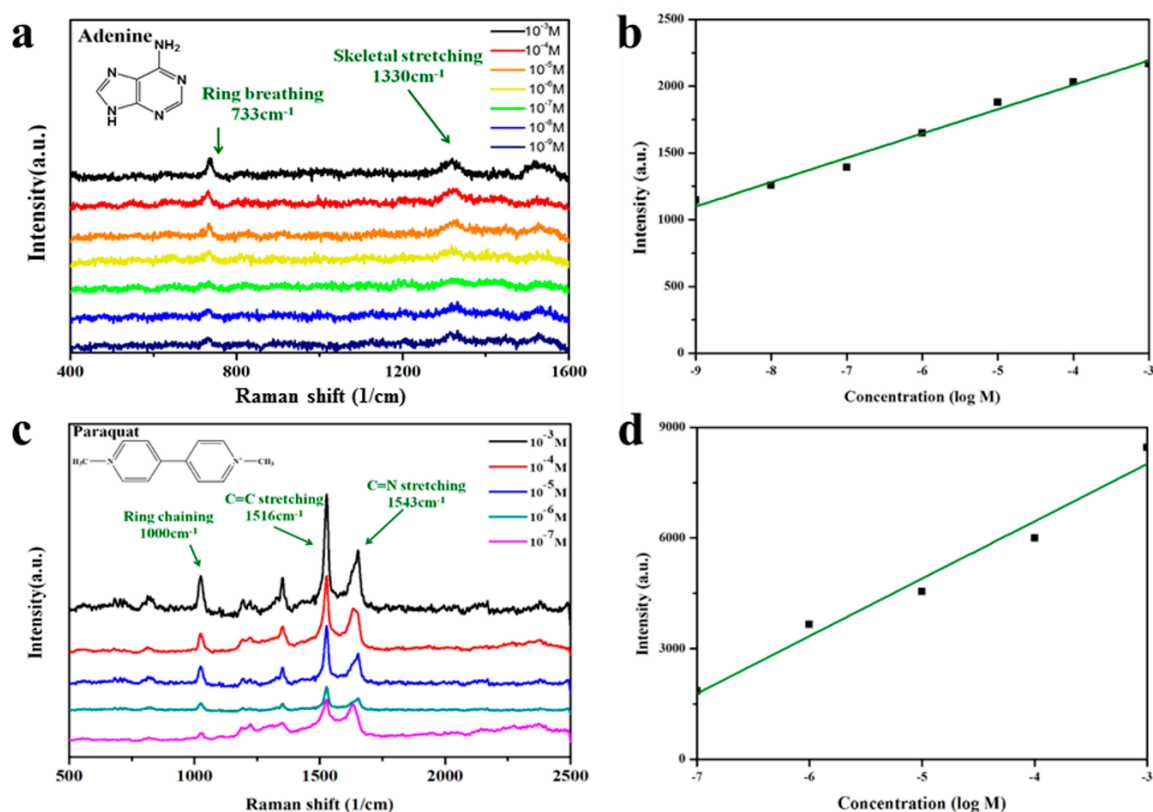 a
Adenine
NH₂
N
N
N
N
H
Ring breathing
733cm⁻¹
Skeletal stretching
1330cm⁻¹
10⁻³M
10⁻⁴M
10⁻⁵M
10⁻⁶M
10⁻⁷M
10⁻⁸M
10⁻⁹M
Intensity(a.u.)
400 800 1200 1600
Raman shift (1/cm)
b
2500
2000
1500
1000
500
0
Intensity (a.u.)
-9 -8 -7 -6 -5 -4 -3
Concentration (log M)
c
Paraquat
H₃C N N⁺ CH₃
Ring chaining
1000cm⁻¹
C=C stretching
1516cm⁻¹
C=N stretching
1543cm⁻¹
10⁻³M
10⁻⁴M
10⁻⁵M
10⁻⁶M
10⁻⁷M
Intensity(a.u.)
500 1000 1500 2000 2500
Raman shift (1/cm)
d
9000
6000
3000
0
Intensity (a.u.)
-7 -6 -5 -4 -3
Concentration (log M)